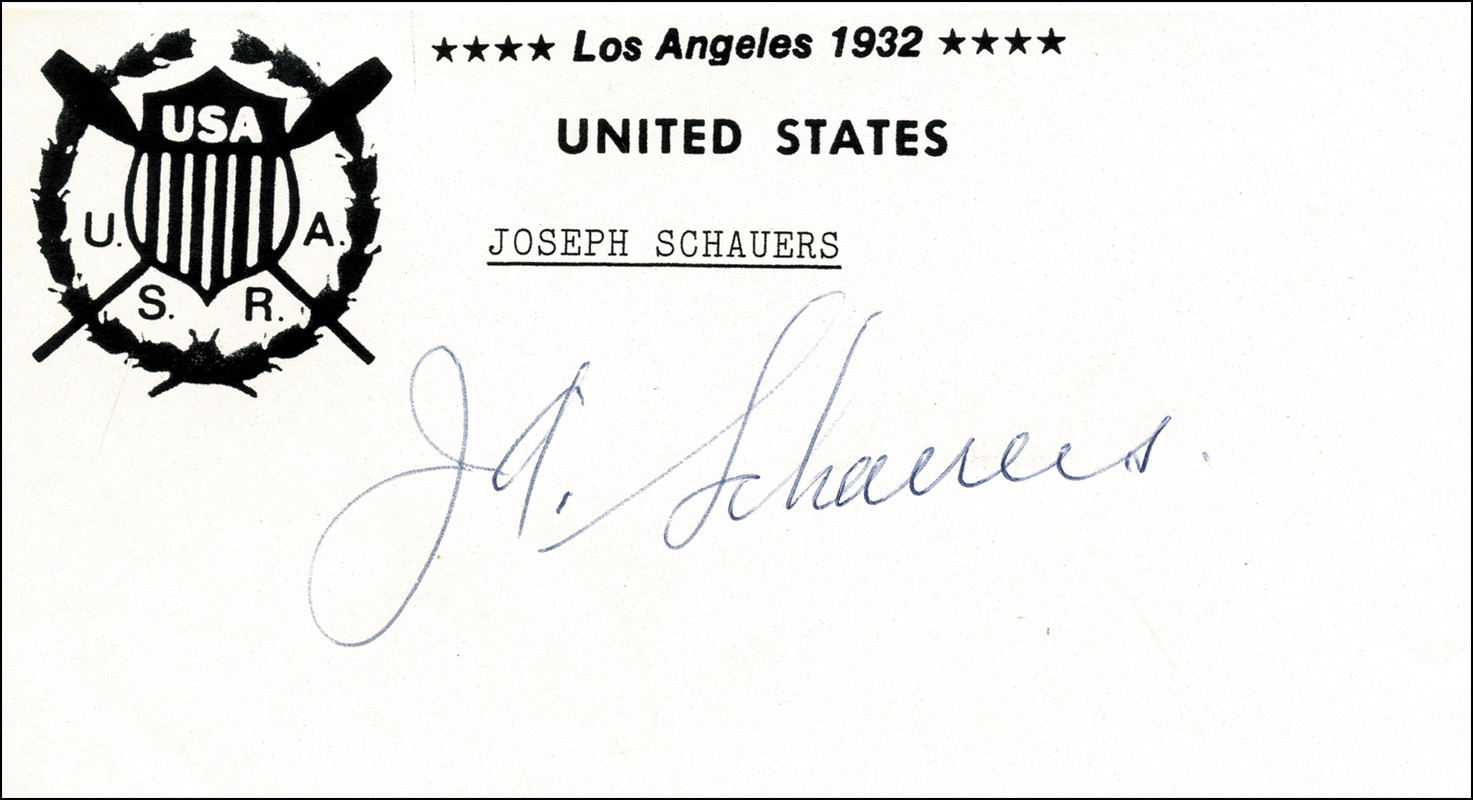 ★★★★ Los Angeles 1932 ★★★★
UNITED STATES
USA
U. A.
S. R.
JOSEPH SCHAUERS
Schauers.